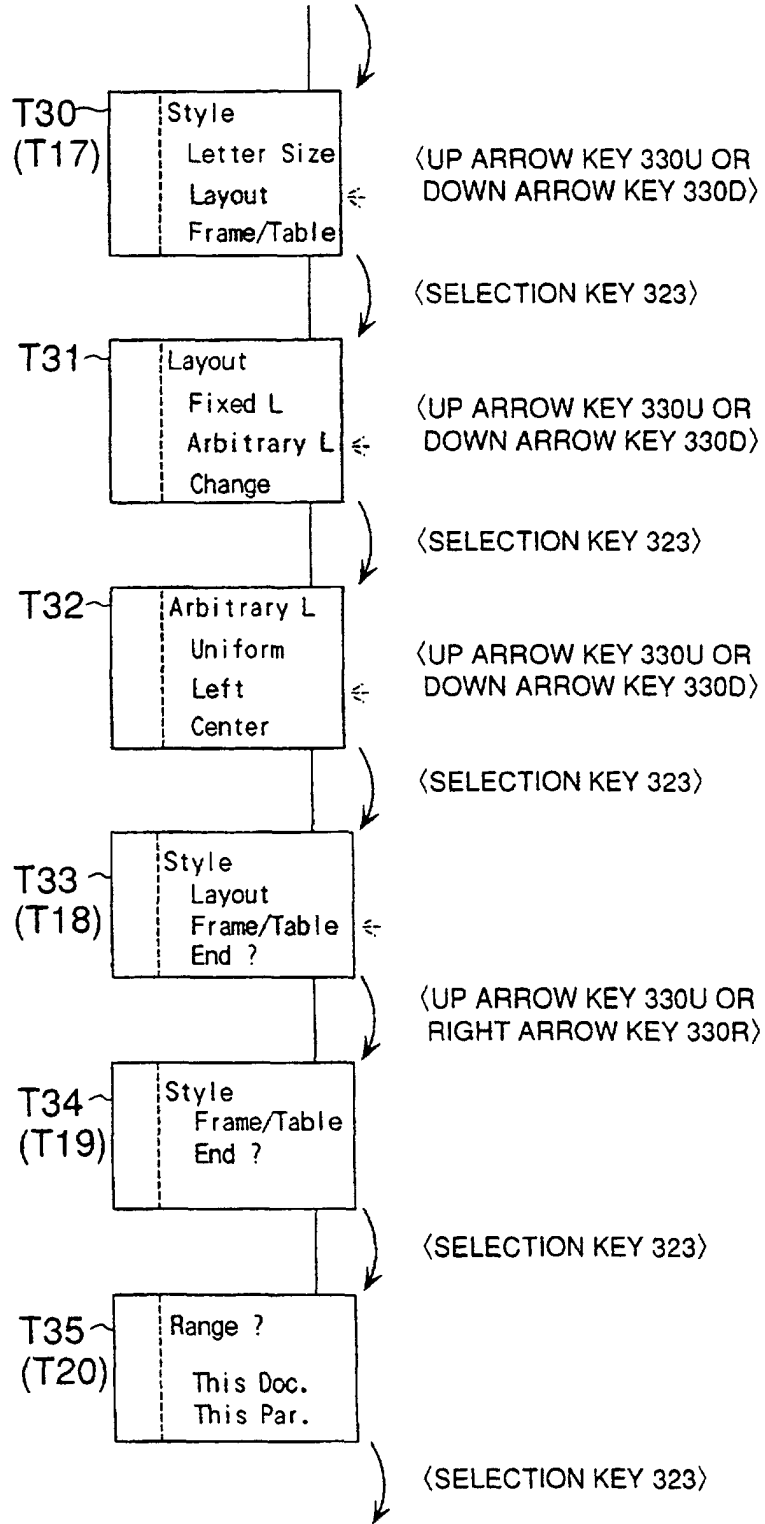 T30
(T17)
Style
Letter Size
Layout
Frame/Table
〈UP ARROW KEY 330U OR
DOWN ARROW KEY 330D〉
〈SELECTION KEY 323〉
T31
Layout
Fixed L
Arbitrary L
Change
〈UP ARROW KEY 330U OR
DOWN ARROW KEY 330D〉
〈SELECTION KEY 323〉
T32
Arbitrary L
Uniform
Left
Center
〈UP ARROW KEY 330U OR
DOWN ARROW KEY 330D〉
〈SELECTION KEY 323〉
T33
(T18)
Style
Layout
Frame/Table
End ?
〈UP ARROW KEY 330U OR
RIGHT ARROW KEY 330R〉
T34
(T19)
Style
Frame/Table
End ?
〈SELECTION KEY 323〉
T35
(T20)
Range ?
This Doc.
This Par.
〈SELECTION KEY 323〉